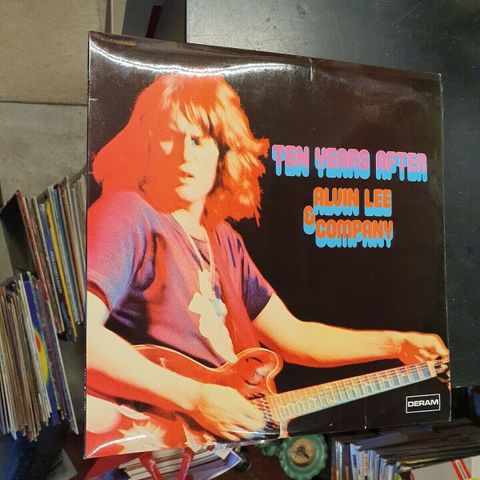 TEN YEARS AFTER
ALVIN LEE
& COMPANY
DERAM